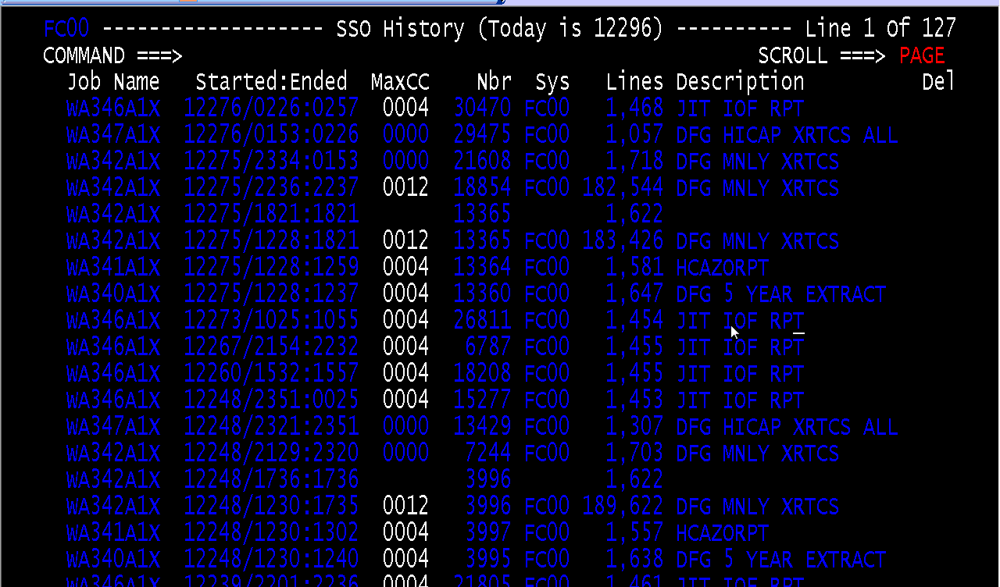 FC00 ------------------- SSO History (Today is 12296) ---------- Line 1 Of 127
COMMAND ===> SCROLL ===> PAGE
Job Name Started:Ended MaxCC Nbr Sys Lines Description Del
WA346A1X 12276/0226:0257 0004 30470 FC00 1,468 JIT IOF RPT
WA347A1X 12276/0153:0226 0000 29475 FC00 1,057 DFG HICAP XRTCS ALL
WA342A1X 12275/2334:0153 0000 21608 FC00 1,718 DFG MNLY XRTCS
WA342A1X 12275/2236:2237 0012 18854 FC00 182,544 DFG MNLY XRTCS
WA342A1X 12275/1821:1821 13365 1,622
WA342A1X 12275/1228:1821 0012 13365 FC00 183,426 DFG MNLY XRTCS
WA341A1X 12275/1228:1259 0004 13364 FC00 1,581 HCAZORPT
WA340A1X 12275/1228:1237 0004 13360 FC00 1,647 DFG 5 YEAR EXTRACT
WA346A1X 12273/1025:1055 0004 26811 FC00 1,454 JIT IOF RPT
WA346A1X 12267/2154:2232 0004 6787 FC00 1,455 JIT IOF RPT
WA346A1X 12260/1532:1557 0004 18208 FC00 1,455 JIT IOF RPT
WA346A1X 12248/2351:0025 0004 15277 FC00 1,453 JIT IOF RPT
WA347A1X 12248/2321:2351 0000 13429 FC00 1,307 DFG HICAP XRTCS ALL
WA342A1X 12248/2129:2320 0000 7244 FC00 1,703 DFG MNLY XRTCS
WA342A1X 12248/1736:1736 3996 1,622
WA342A1X 12248/1230:1735 0012 3996 FC00 189,622 DFG MNLY XRTCS
WA341A1X 12248/1230:1302 0004 3997 FC00 1,557 HCAZORPT
WA340A1X 12248/1230:1240 0004 3995 FC00 1,638 DFG 5 YEAR EXTRACT
WA346A1X 12239/2201:2236 0004 21805 FC00 1,461 JIT IOF RPT